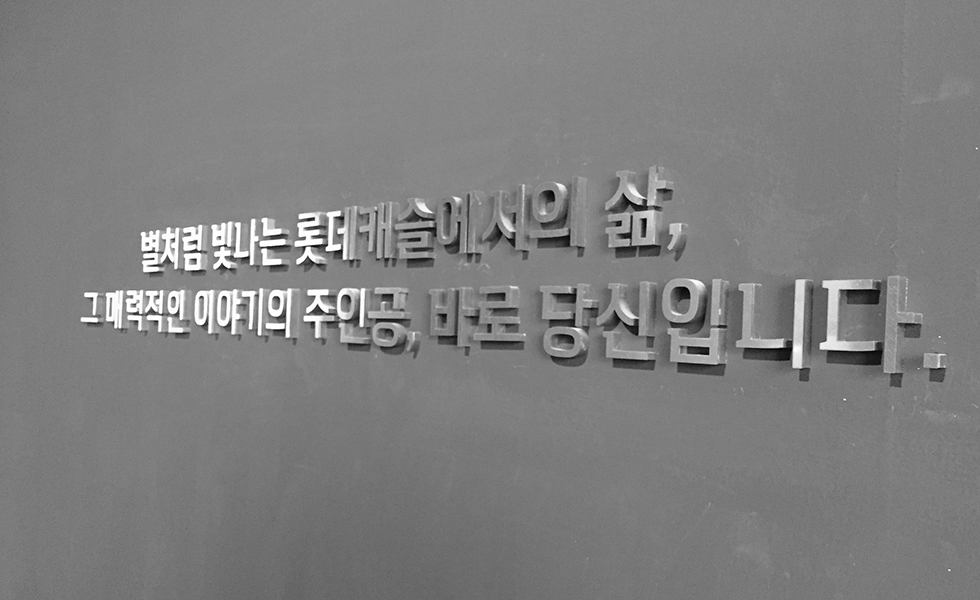 별처럼 빛나는 롯데캐슬에서의 삶,
그 매력적인 이야기의 주인공, 바로 당신입니다.